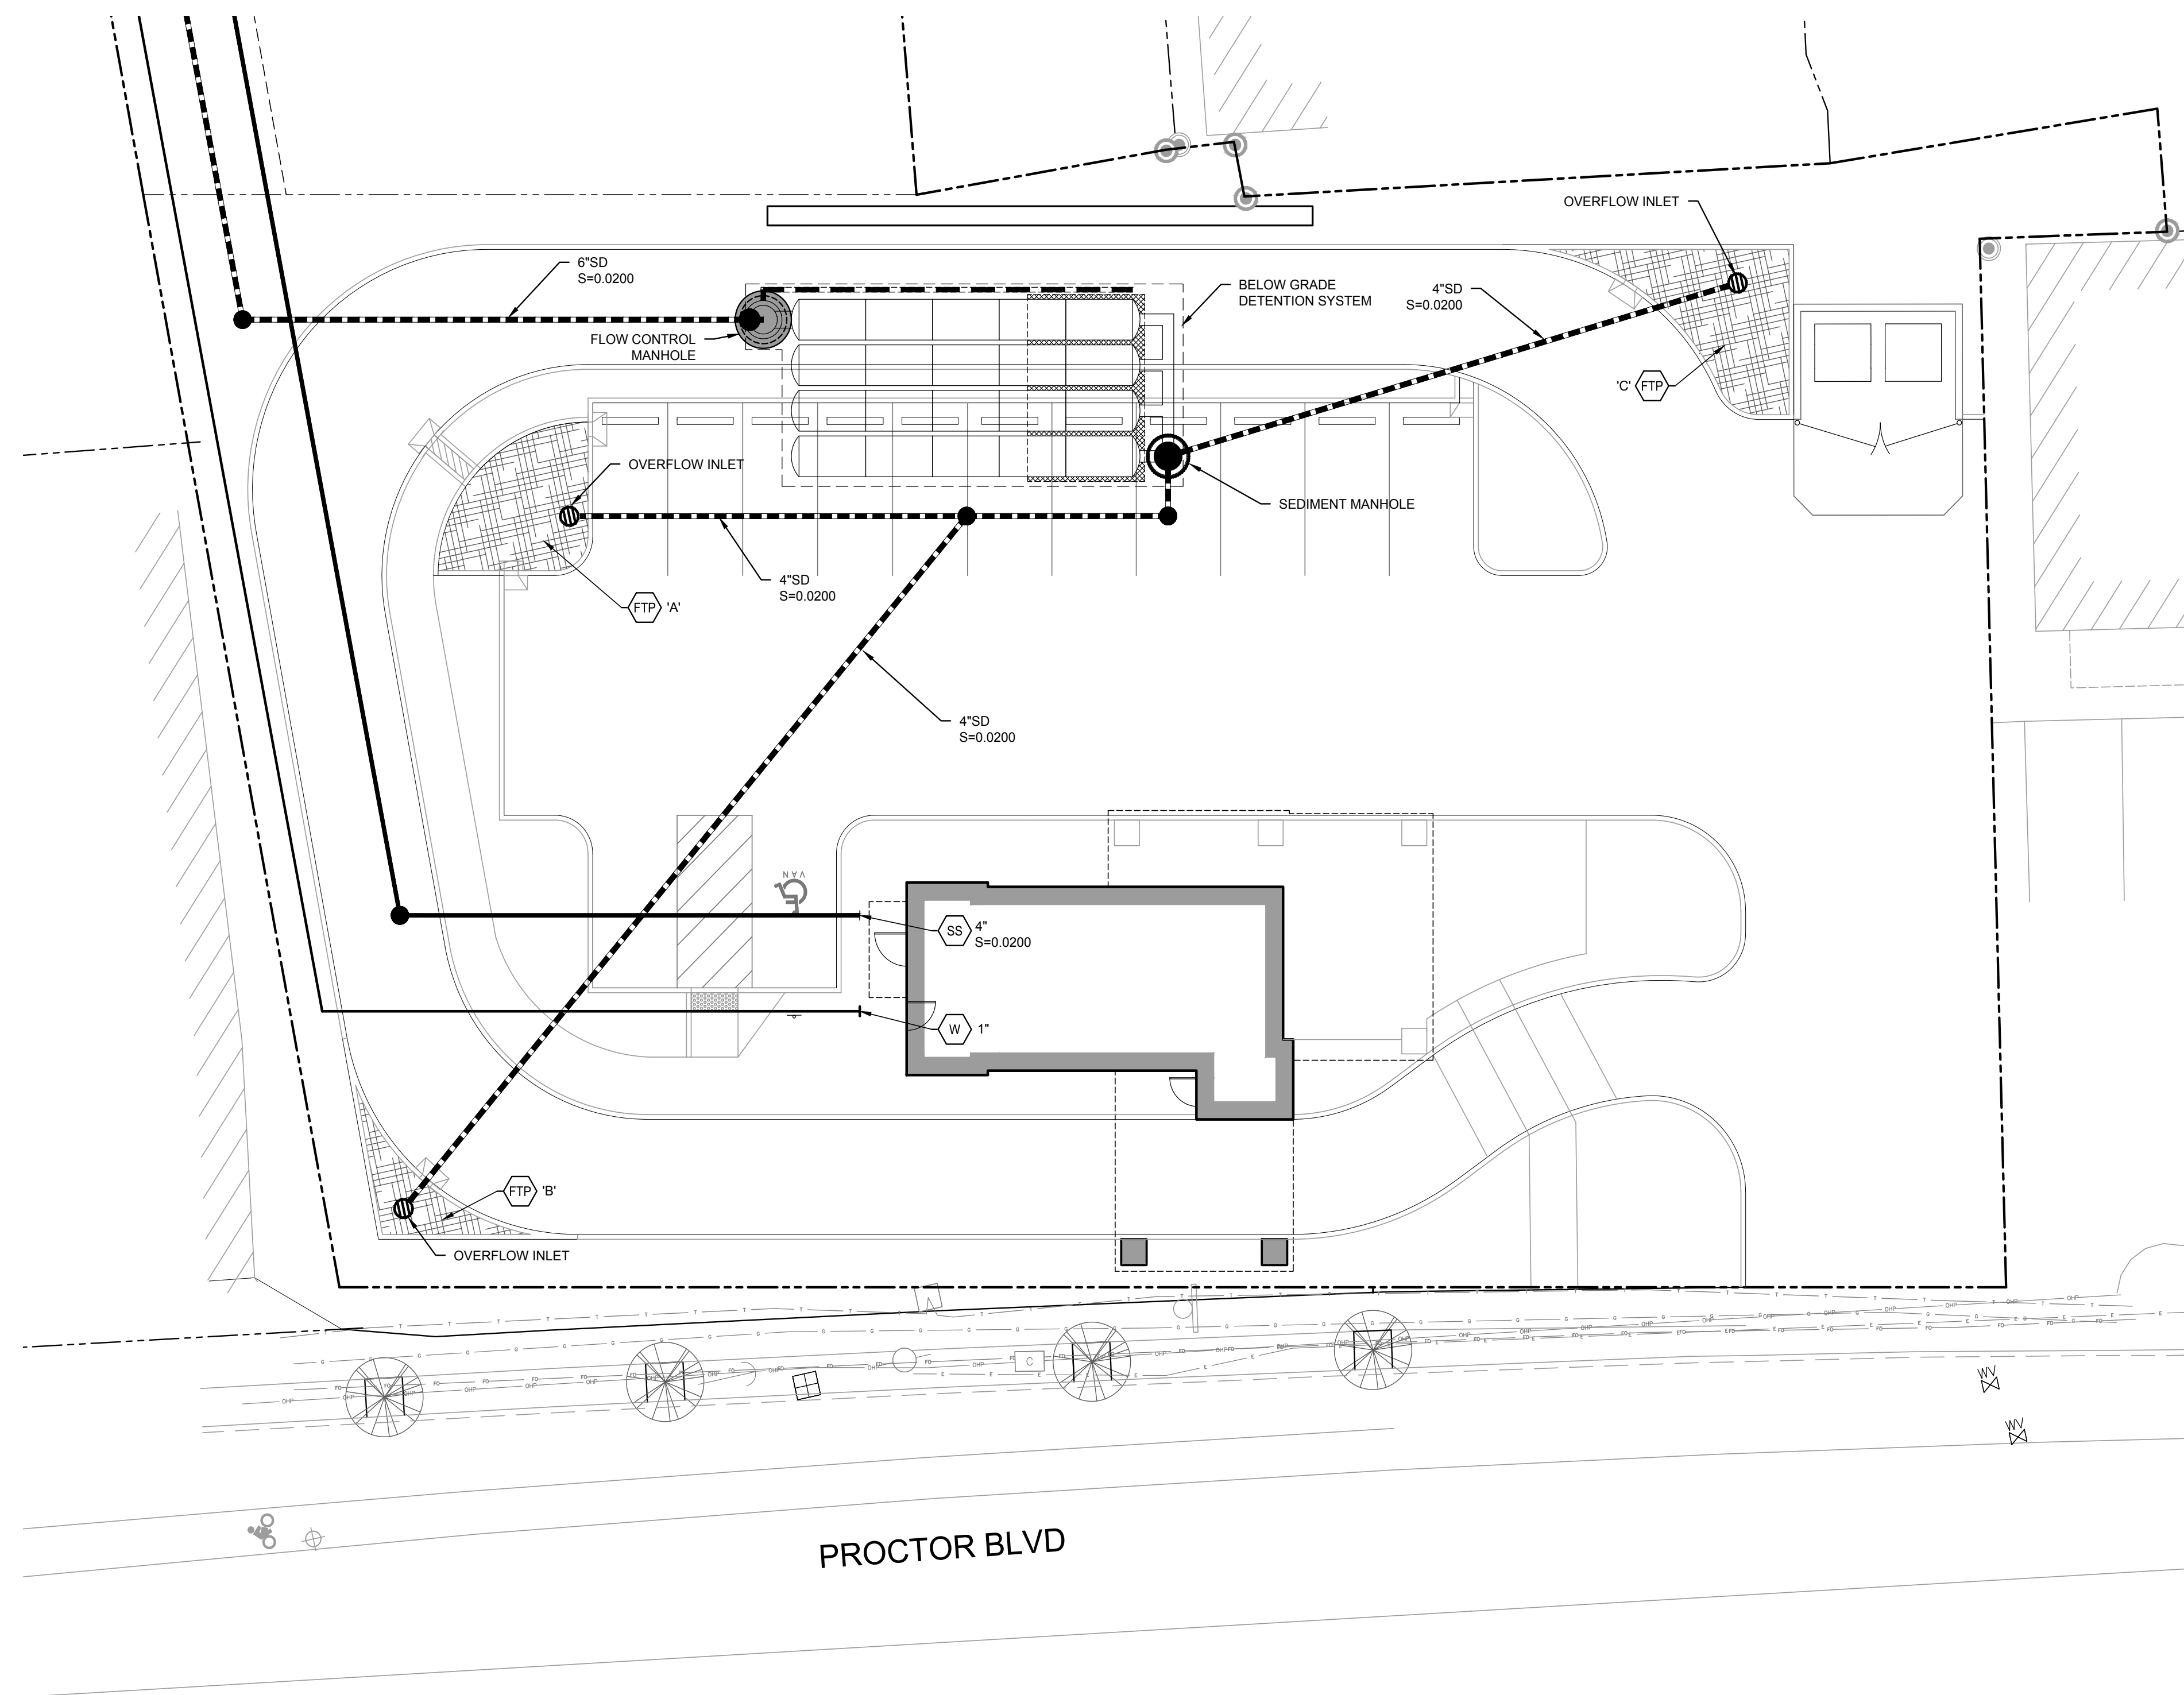 OVERFLOW INLET
6"SD
S=0.0200
BELOW GRADE
DETENTION SYSTEM
4"SD
S=0.0200
FLOW CONTROL
MANHOLE
'C' FTP
OVERFLOW INLET
SEDIMENT MANHOLE
4"SD
S=0.0200
FTP 'A'
4"SD
S=0.0200
VAN
SS 4"
S=0.0200
W 1"
FTP 'B'
OVERFLOW INLET
C
WV
WV
PROCTOR BLVD